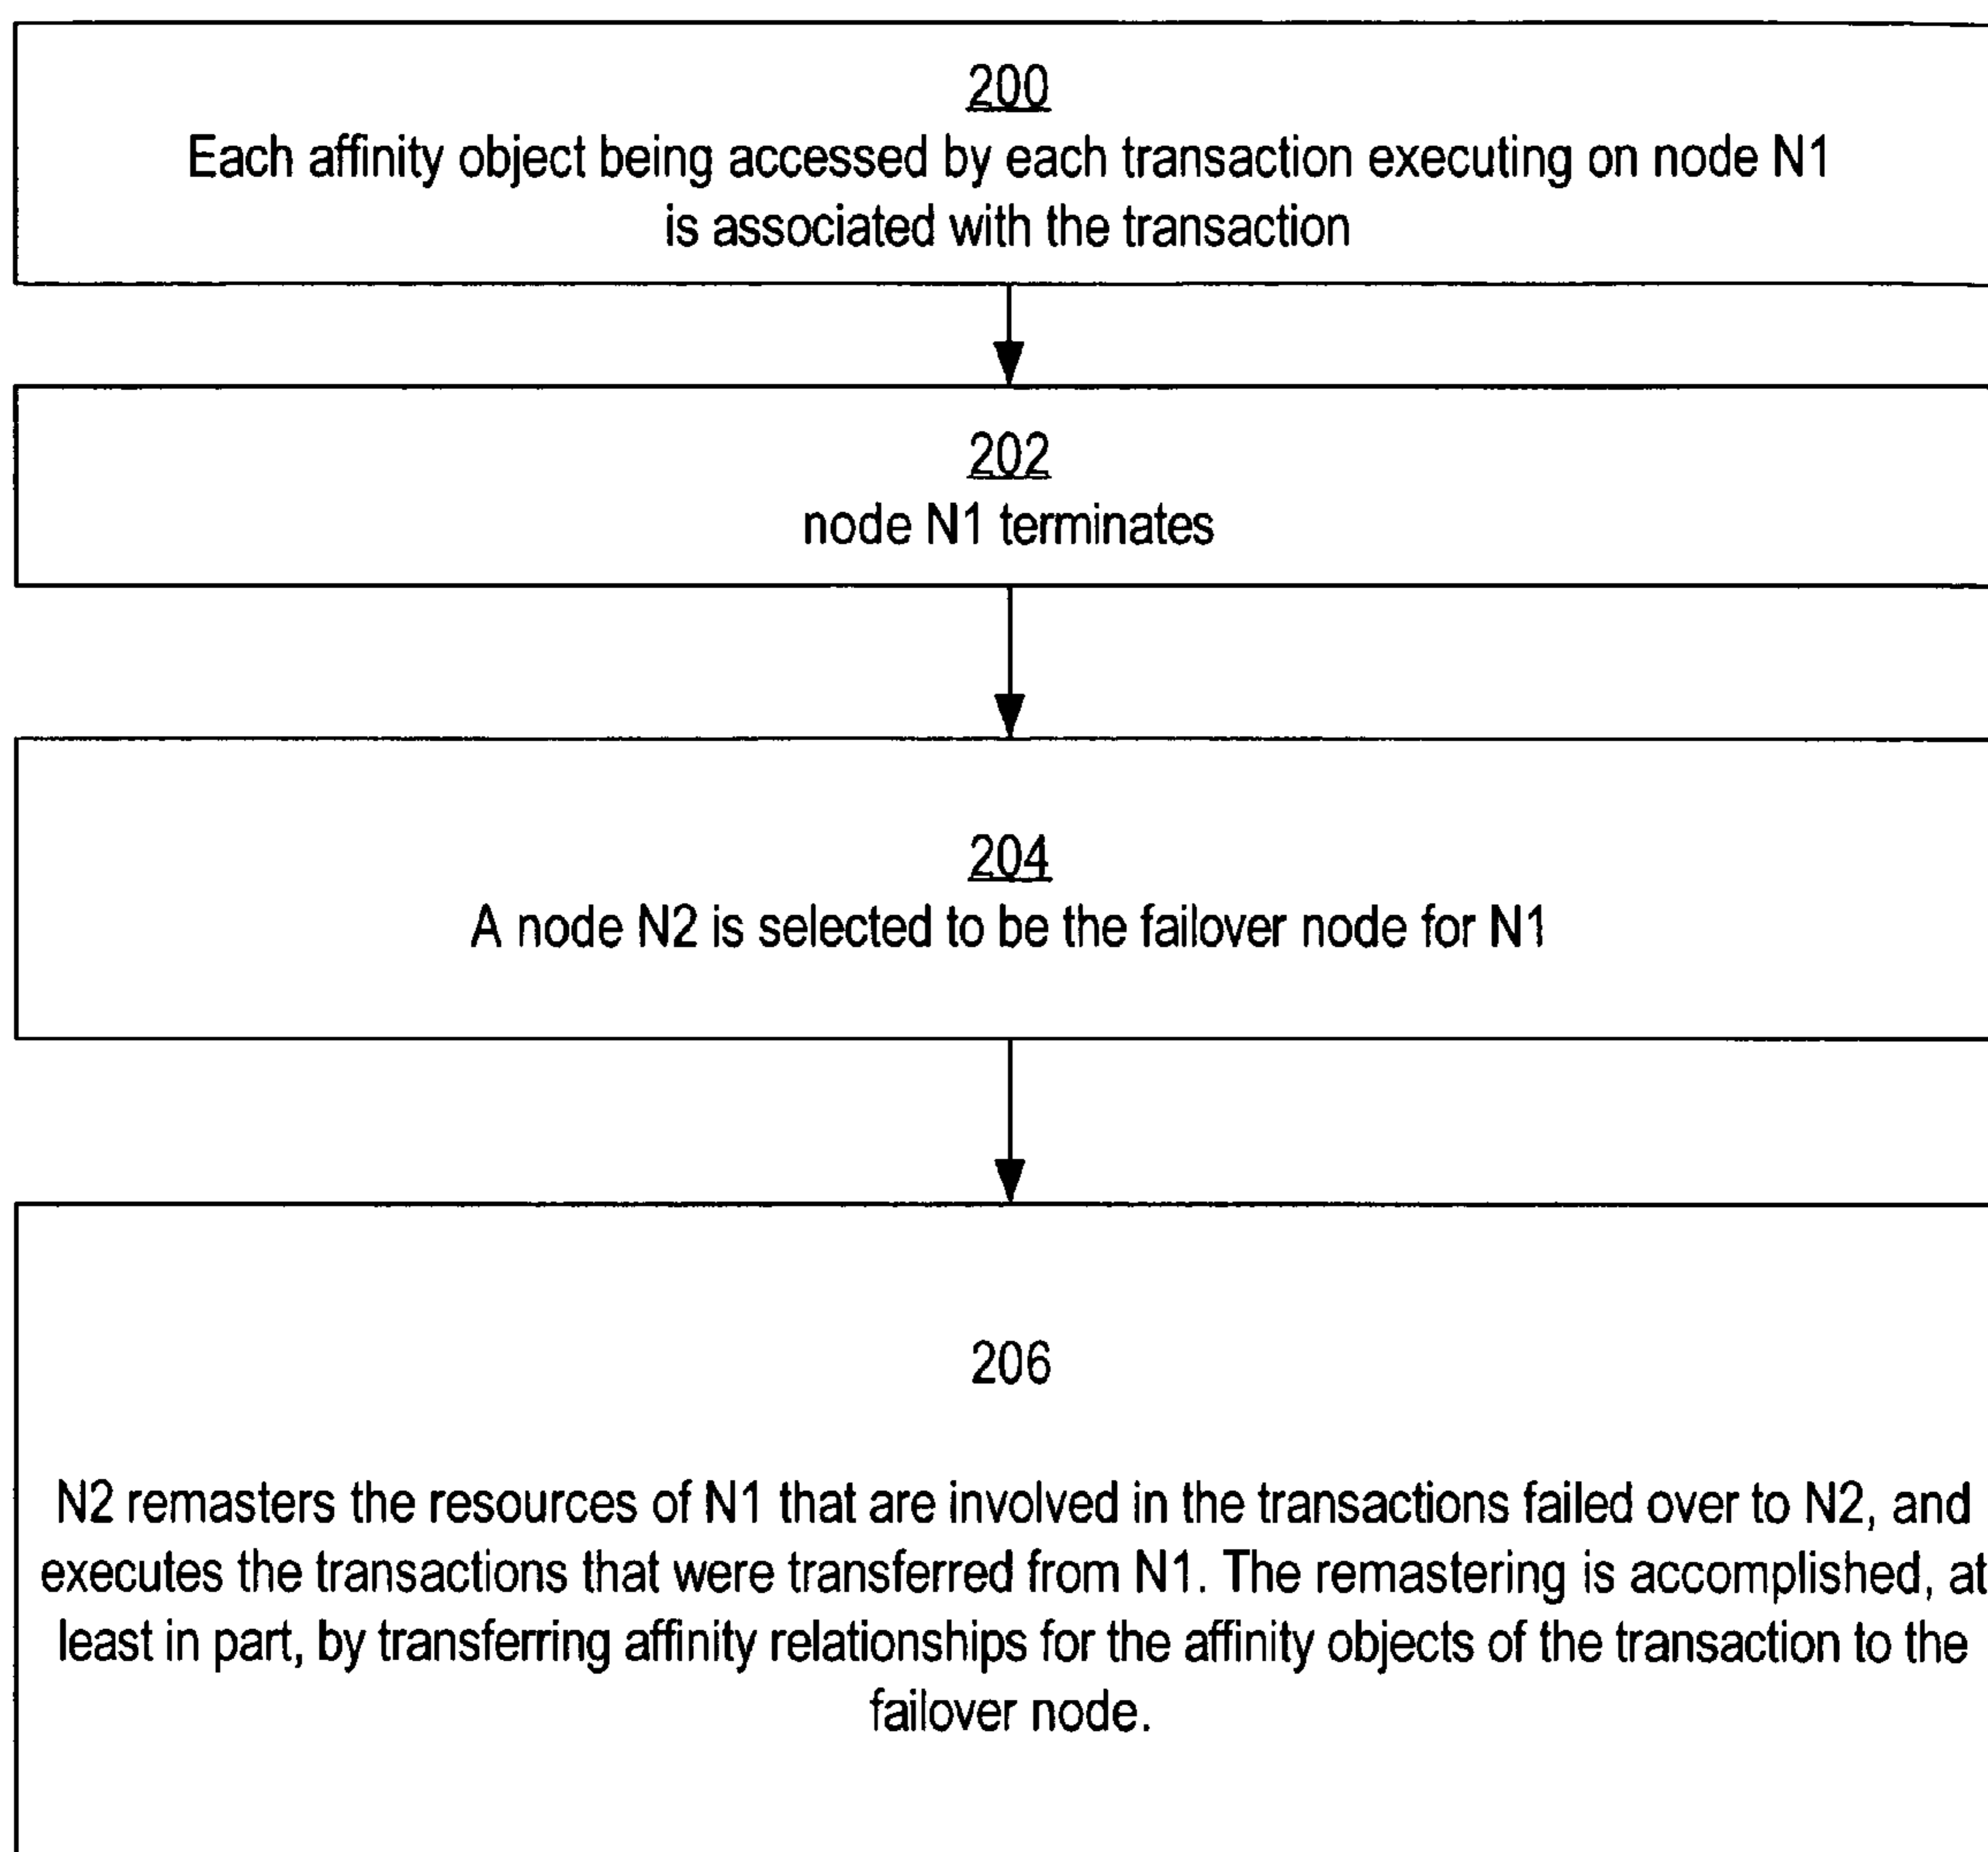 200
Each affinity object being accessed by each transaction executing on node N1
is associated with the transaction
202
node N1 terminates
204
A node N2 is selected to be the failover node for N1
206
N2 remasters the resources of N1 that are involved in the transactions failed over to N2, and
executes the transactions that were transferred from N1. The remastering is accomplished, at
least in part, by transferring affinity relationships for the affinity objects of the transaction to the
failover node.